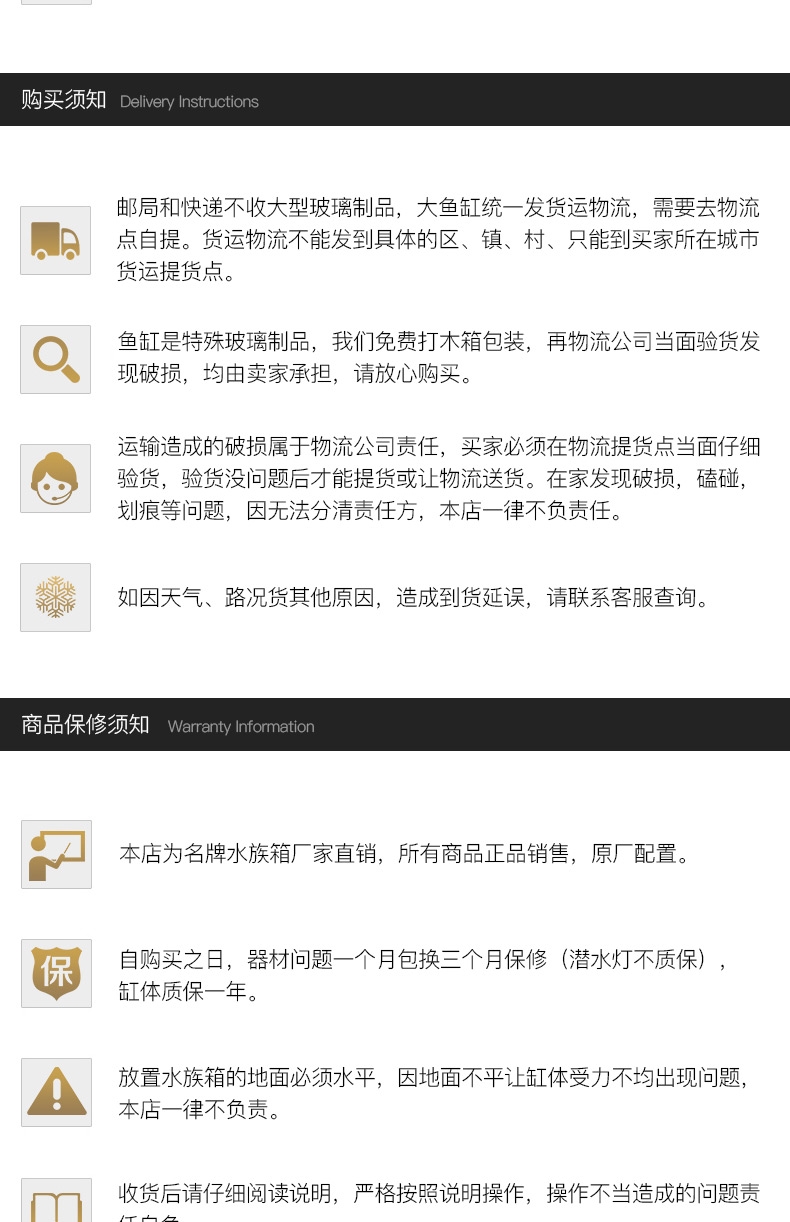 购买须知 Delivery Instructions
邮局和快递不收大型玻璃制品，大鱼缸统一发货运物流，需要去物流
点自提。货运物流不能发到具体的区、镇、村、只能到买家所在城市
货运提货点。
鱼缸是特殊玻璃制品，我们免费打木箱包装，再物流公司当面验货发
现破损，均由卖家承担，请放心购买。
运输造成的破损属于物流公司责任，买家必须在物流提货点当面仔细
验货，验货没问题后才能提货或让物流送货。在家发现破损，磕碰，
划痕等问题，因无法分清责任方，本店一律不负责任。
如因天气、路况货其他原因，造成到货延误，请联系客服查询。
商品保修须知 Warranty Information
本店为名牌水族箱厂家直销，所有商品正品销售，原厂配置。
保
自购买之日，器材问题一个月包换三个月保修（潜水灯不质保），
缸体质保一年。
放置水族箱的地面必须水平，因地面不平让缸体受力不均出现问题，
本店一律不负责。
收货后请仔细阅读说明，严格按照说明操作，操作不当造成的问题责